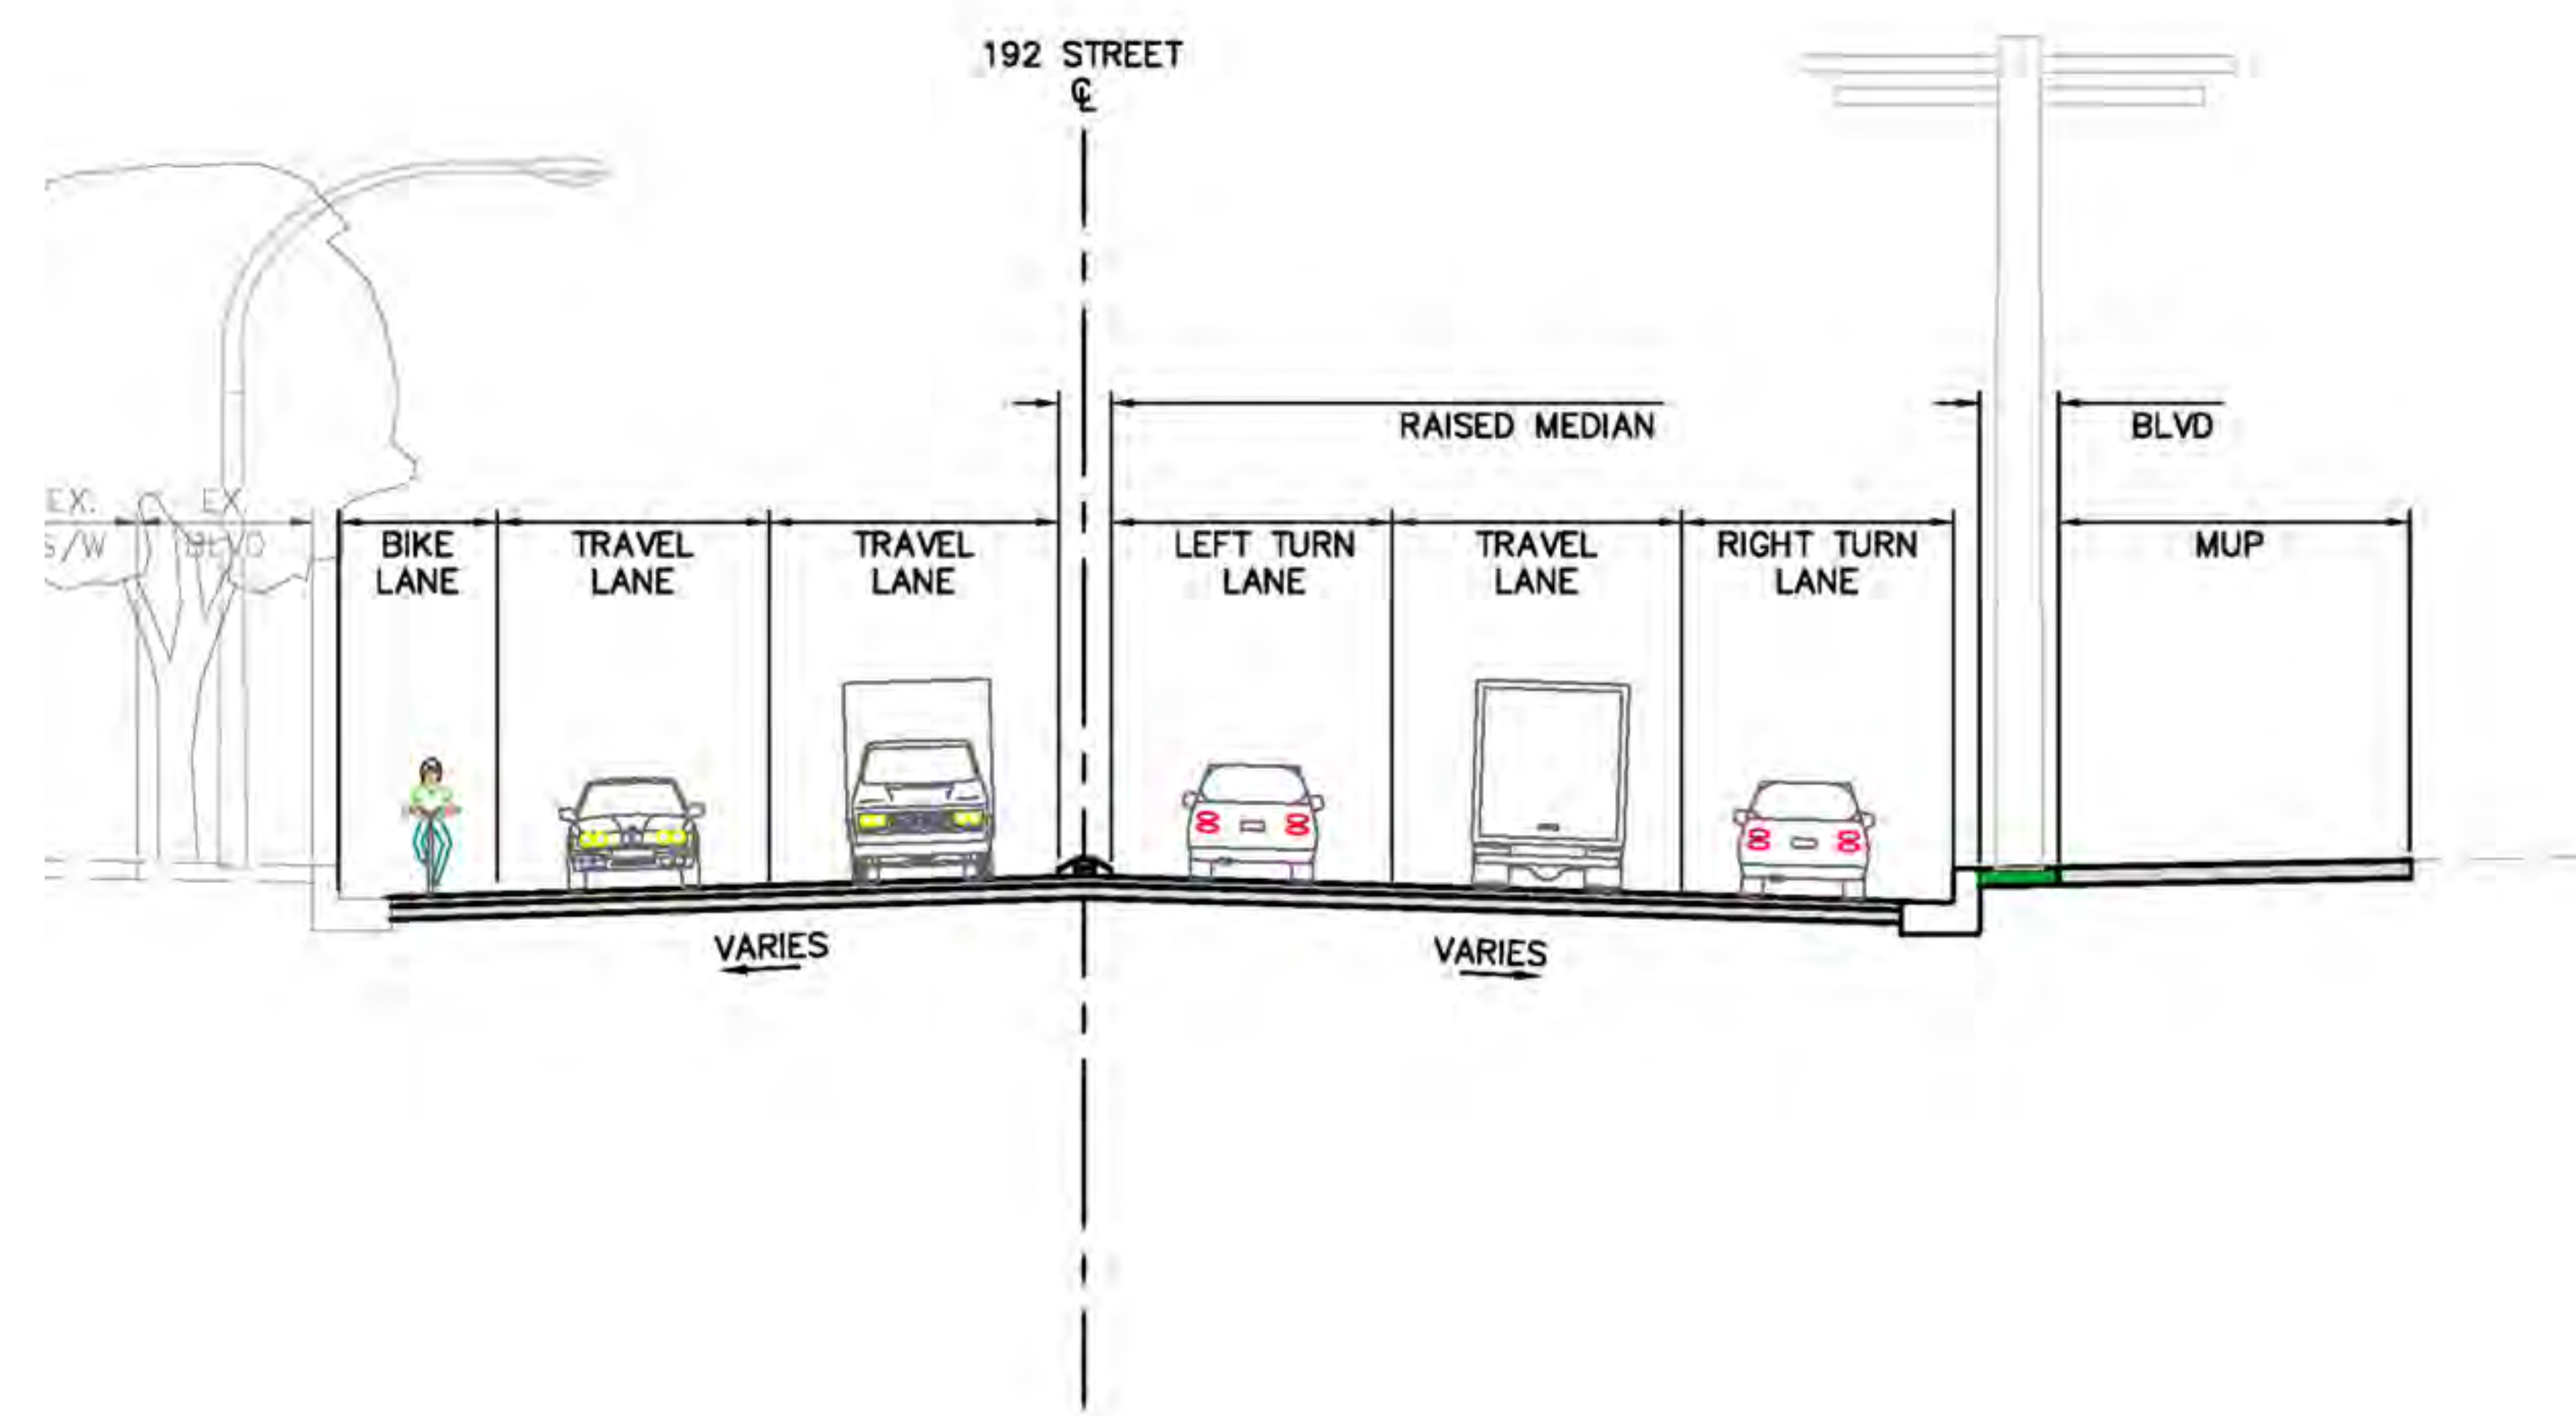 192 STREET
CL
RAISED MEDIAN
BLVD
EX.
S/W
EX
BLVD
BIKE
LANE
TRAVEL
LANE
TRAVEL
LANE
LEFT TURN
LANE
TRAVEL
LANE
RIGHT TURN
LANE
MUP
VARIES
VARIES